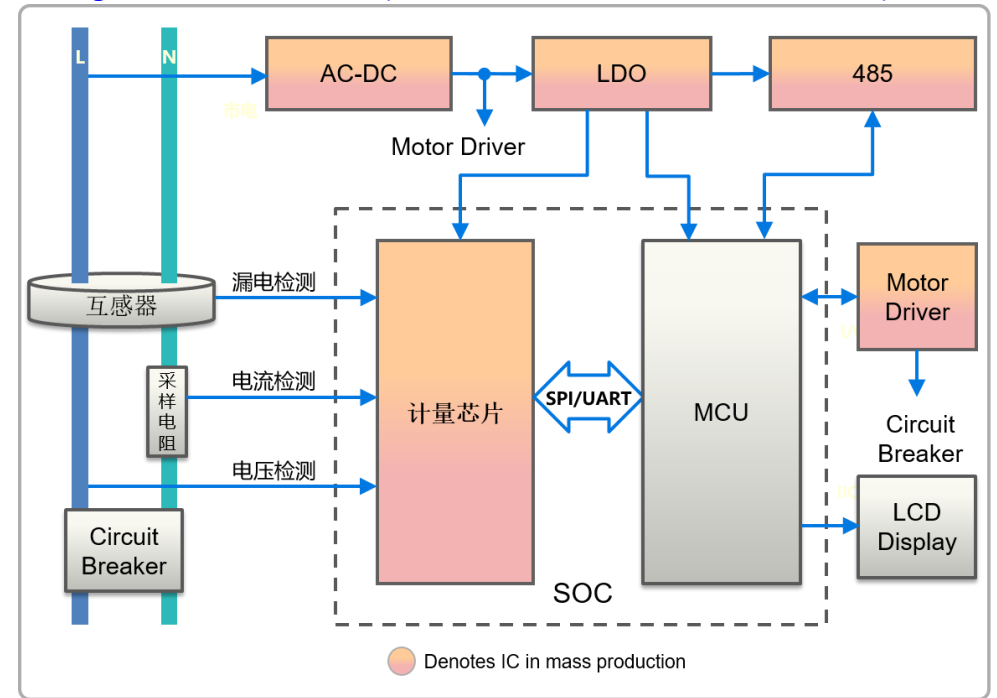 L
N
AC-DC
LDO
485
市电
Motor Driver
互感器
漏电检测
采
样
电
阻
电流检测
电压检测
计量芯片
SPI/UART
MCU
Motor
Driver
Circuit
Breaker
LCD
Display
Circuit
Breaker
SOC
Denotes IC in mass production